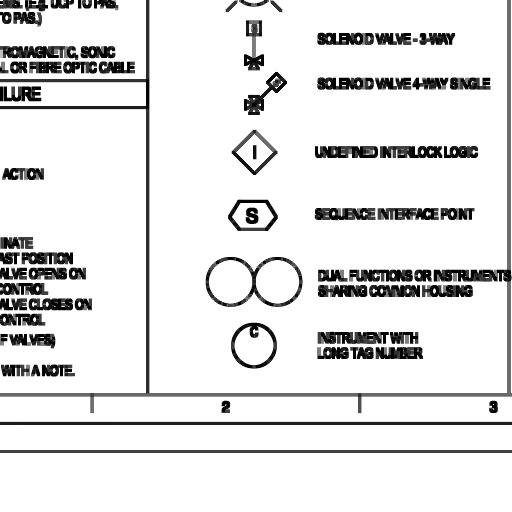 EMS. (E.g. DCP TO PAS,
TO PAS.)
TROMAGNETIC, SONIC
AL OR FIBRE OPTIC CABLE
ILURE
ACTION
INATE
AST POSITION
ALVE OPENS ON
CONTROL
ALVE CLOSES ON
ONTROL
F VALVES)
WITH A NOTE.
S
SOLENOID VALVE - 3-WAY
S
SOLENOID VALVE 4-WAY SINGLE
I
UNDEFINED INTERLOCK LOGIC
S
SEQUENCE INTERFACE POINT
DUAL FUNCTIONS OR INSTRUMENTS
SHARING COMMON HOUSING
C
INSTRUMENT WITH
LONG TAG NUMBER
2
3